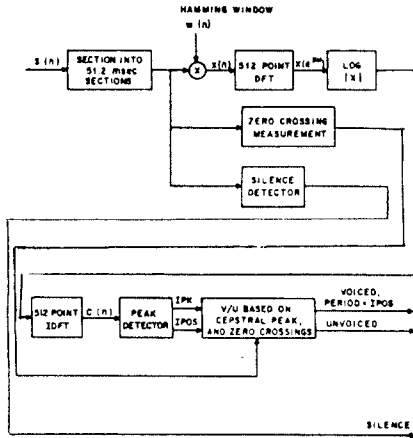 HAMMING WINDOW
w(n)
S(n)
SECTION INTO
51.2 msec
SECTIONS
X
X(n)
512 POINT
DFT
LOG
|X|
ZERO CROSSING
MEASUREMENT
SILENCE
DETECTOR
512 POINT
IDFT
C(n)
PEAK
DETECTOR
IPK
IPOS
V/U BASED ON
CEPSTRAL PEAK,
AND ZERO CROSSINGS
VOICED,
PERIOD = IPOS
UNVOICED
SILENCE